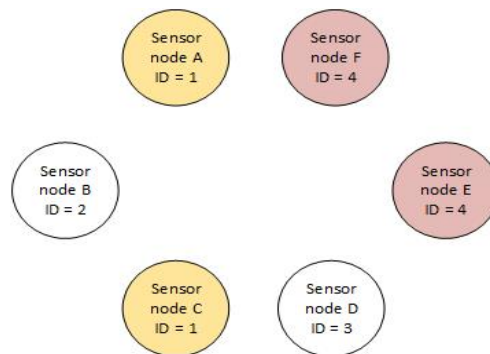 Sensor
node A
ID = 1
Sensor
node F
ID = 4
Sensor
node B
ID = 2
Sensor
node E
ID = 4
Sensor
node C
ID = 1
Sensor
node D
ID = 3